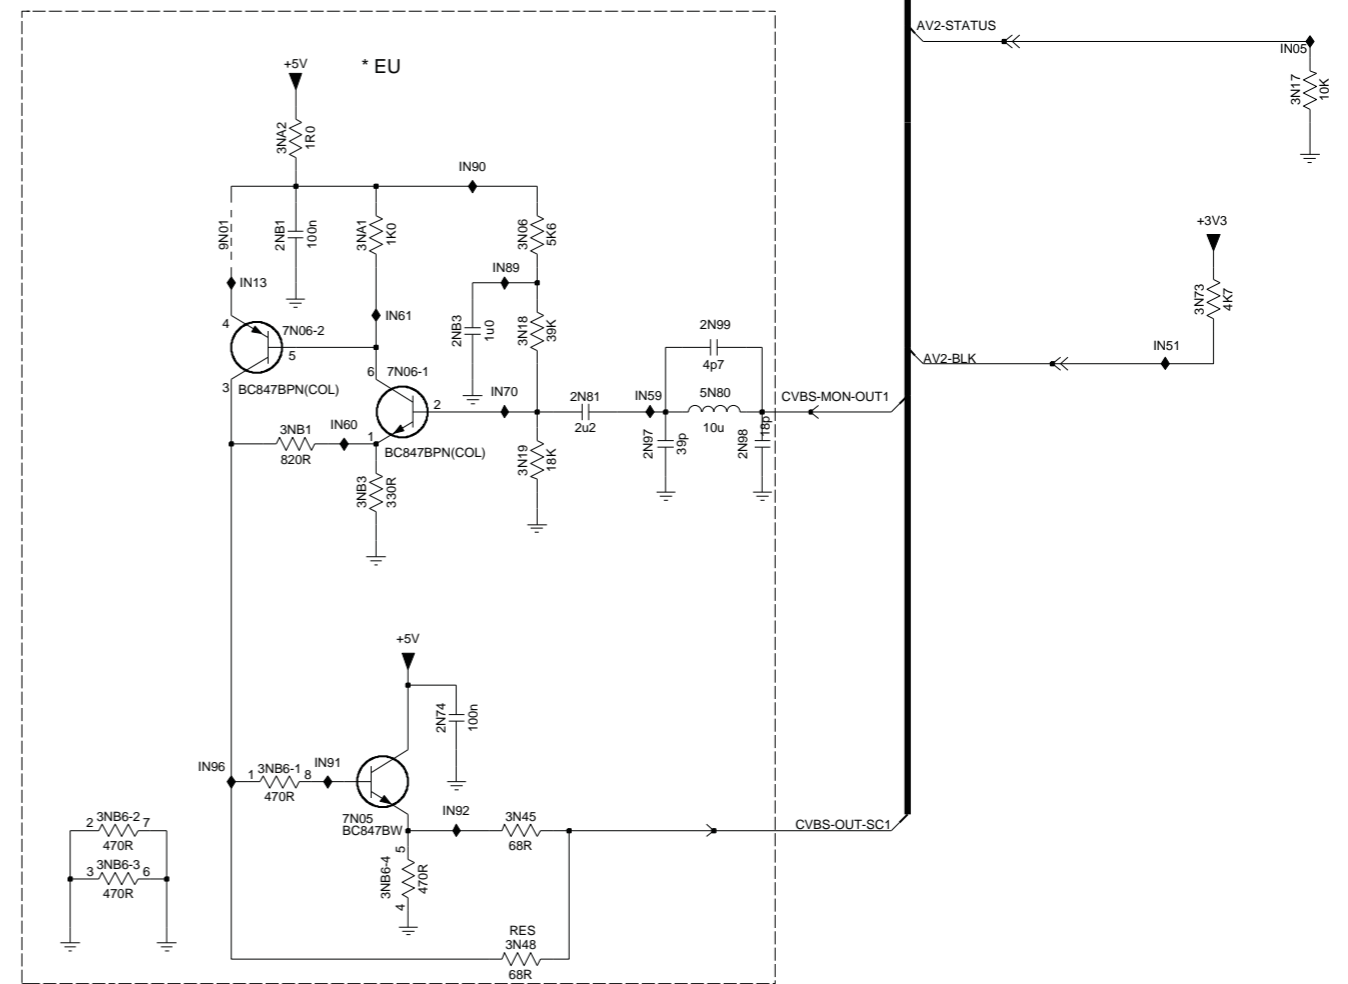 AV2-STATUS
IN05
3N17
10K
+5V
* EU
3NA2
1R0
IN90
9N01
2NB1
100n
3NA1
1K0
3N06
5K6
+3V3
IN13
IN89
3N73
4K7
4
7N06-2
5
IN61
2NB3
1u0
3N18
39K
2N99
4p7
IN51
AV2-BLK
3
BC847BPN(COL)
6
7N06-1
2
IN70
2N81
2u2
IN59
5N80
10u
CVBS-MON-OUT1
3NB1
820R
IN60
1
BC847BPN(COL)
3NB3
330R
3N19
18K
2N97
39p
2N98
18p
+5V
2N74
100n
IN96
1
3NB6-1
8
470R
IN91
7N05
BC847BW
IN92
3N45
68R
CVBS-OUT-SC1
2
3NB6-2
7
470R
3
3NB6-3
6
470R
5
3NB6-4
470R
4
RES
3N48
68R